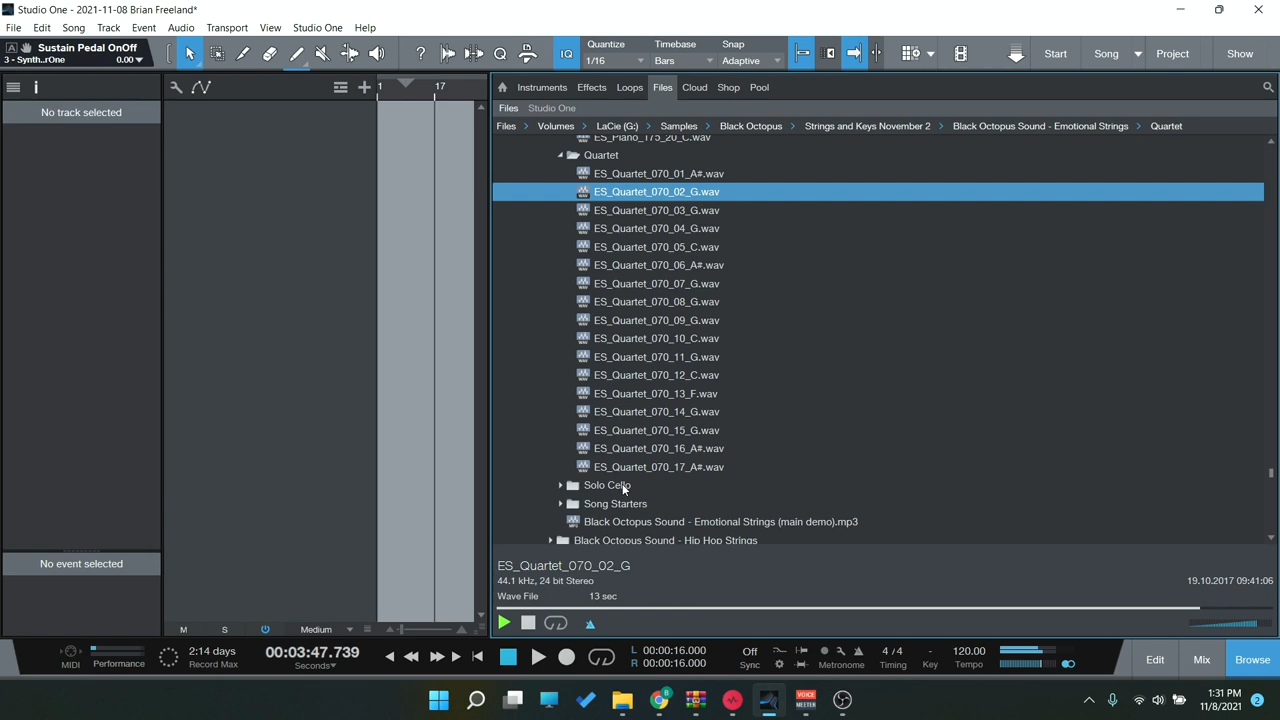 Studio One - 2021-11-08 Brian Freeland*
File Edit Song Track Event View Audio Transport View Studio One Help
A Sustain Pedal OnOff
3 - Synth..rOne 0.00
IQ
Quantize
1/16
Timebase
Bars
Snap
Adaptive
Start
Song
Project
Show
No track selected
1
17
Instruments Effects Loops Files Cloud Shop Pool
Files Studio One
Files > Volumes > LaCie (G:) > Samples > Black Octopus > Strings and Keys November 2 > Black Octopus Sound - Emotional Strings > Quartet
ES_Piano_175_20_C.wav
Quartet
ES_Quartet_070_01_A#.wav
ES_Quartet_070_02_G.wav
ES_Quartet_070_03_G.wav
ES_Quartet_070_04_G.wav
ES_Quartet_070_05_C.wav
ES_Quartet_070_06_A#.wav
ES_Quartet_070_07_G.wav
ES_Quartet_070_08_G.wav
ES_Quartet_070_09_G.wav
ES_Quartet_070_10_C.wav
ES_Quartet_070_11_G.wav
ES_Quartet_070_12_C.wav
ES_Quartet_070_13_F.wav
ES_Quartet_070_14_G.wav
ES_Quartet_070_15_G.wav
ES_Quartet_070_16_A#.wav
ES_Quartet_070_17_A#.wav
Solo Cello
Song Starters
Black Octopus Sound - Emotional Strings (main demo).mp3
Black Octopus Sound - Hip Hop Strings
No event selected
ES_Quartet_070_02_G
44.1 kHz, 24 bit Stereo
19.10.2017 09:41:06
Wave File 13 sec
M S Medium
MIDI
Performance
2:14 days
Record Max
00:03:47.739
Seconds
L 00:00:16.000
R 00:00:16.000
Off
Sync
Metronome
4 / 4
Timing
-
Key
120.00
Tempo
Edit
Mix
Browse
VOICE
MEETER
1:31 PM
11/8/2021
2